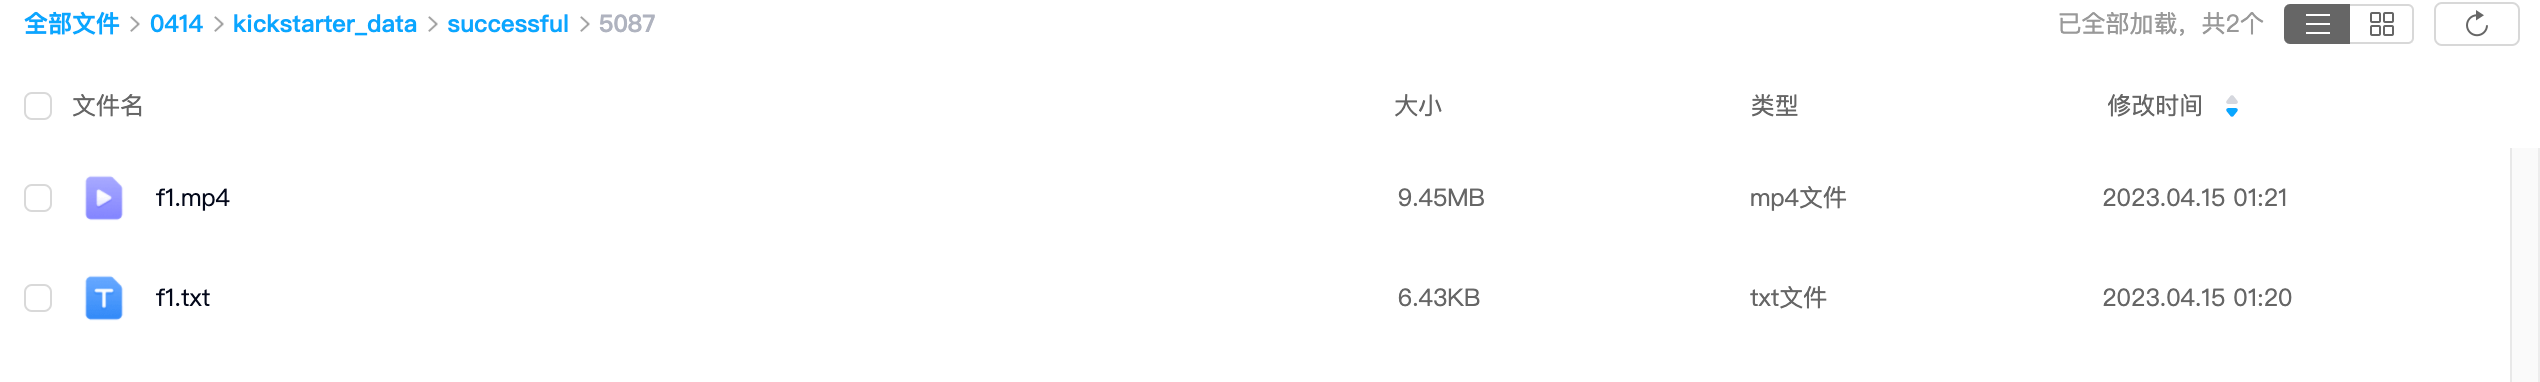 全部文件 > 0414 > kickstarter_data > successful > 5087 已全部加载，共2个
文件名 大小 类型 修改时间
f1.mp4 9.45MB mp4文件 2023.04.15 01:21
T f1.txt 6.43KB txt文件 2023.04.15 01:20